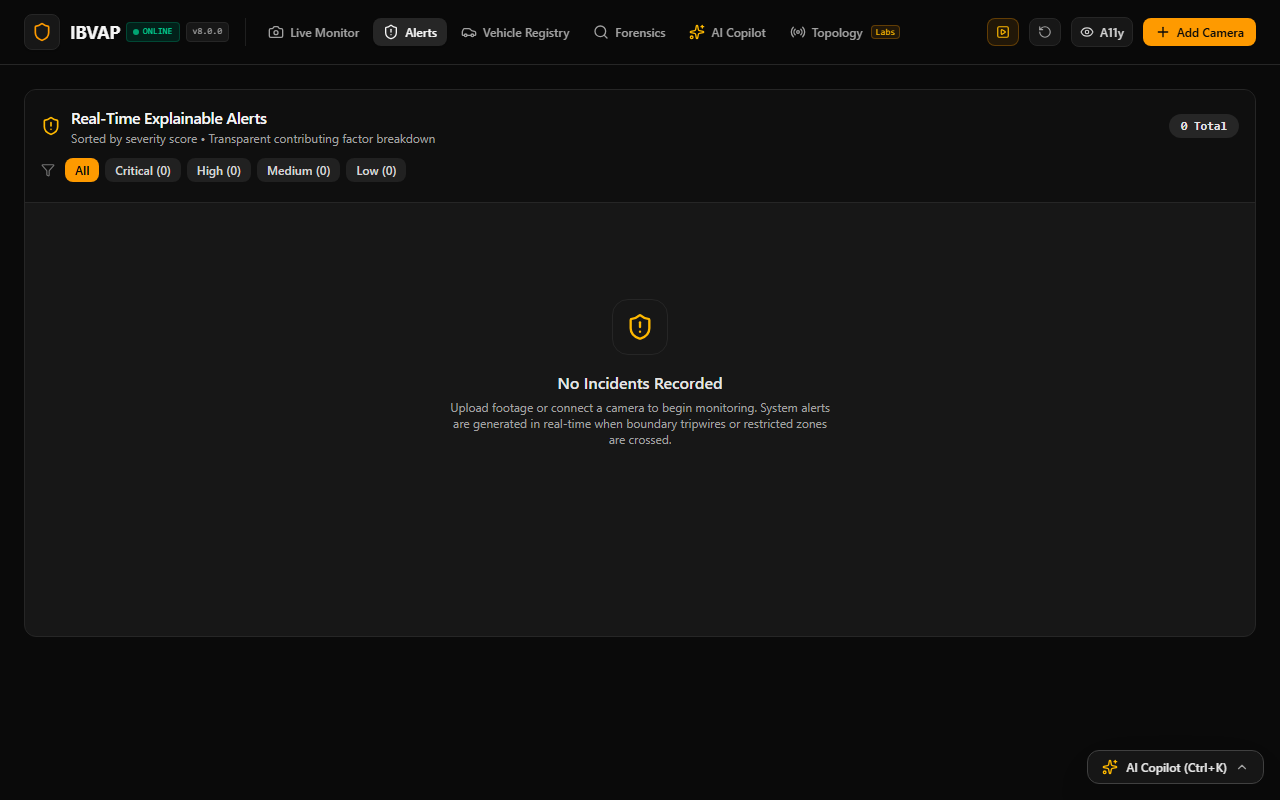 IBVAP ONLINE v8.0.0 Live Monitor Alerts Vehicle Registry Forensics AI Copilot Topology Labs A11y Add Camera
Real-Time Explainable Alerts
Sorted by severity score • Transparent contributing factor breakdown
0 Total
All Critical (0) High (0) Medium (0) Low (0)
No Incidents Recorded
Upload footage or connect a camera to begin monitoring. System alerts
are generated in real-time when boundary tripwires or restricted zones
are crossed.
AI Copilot (Ctrl+K)